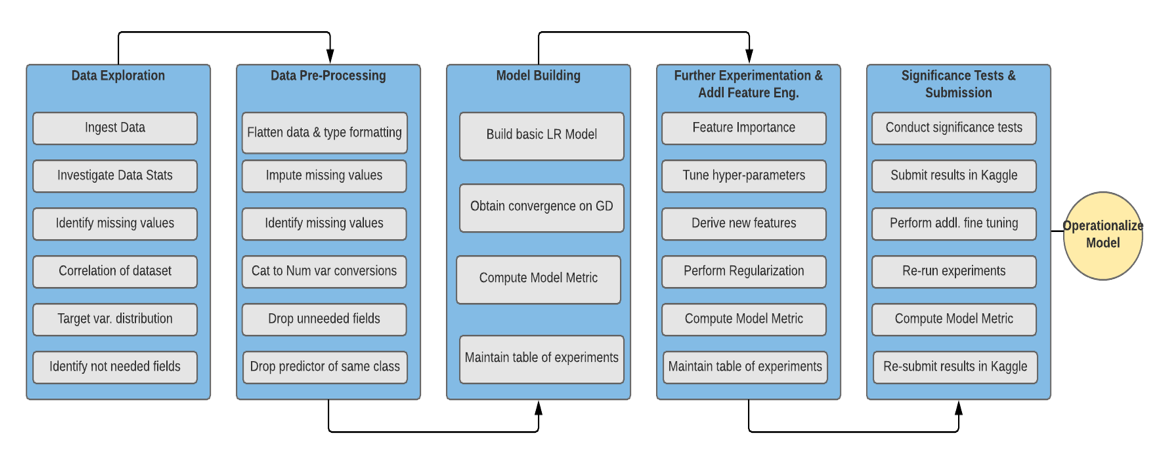 Data Exploration
Ingest Data
Investigate Data Stats
Identify missing values
Correlation of dataset
Target var. distribution
Identify not needed fields
Data Pre-Processing
Flatten data & type formatting
Impute missing values
Identify missing values
Cat to Num var conversions
Drop unneeded fields
Drop predictor of same class
Model Building
Build basic LR Model
Obtain convergence on GD
Compute Model Metric
Maintain table of experiments
Further Experimentation &
Addl Feature Eng.
Feature Importance
Tune hyper-parameters
Derive new features
Perform Regularization
Compute Model Metric
Maintain table of experiments
Significance Tests &
Submission
Conduct significance tests
Submit results in Kaggle
Perform addl. fine tuning
Re-run experiments
Compute Model Metric
Re-submit results in Kaggle
Operationalize
Model